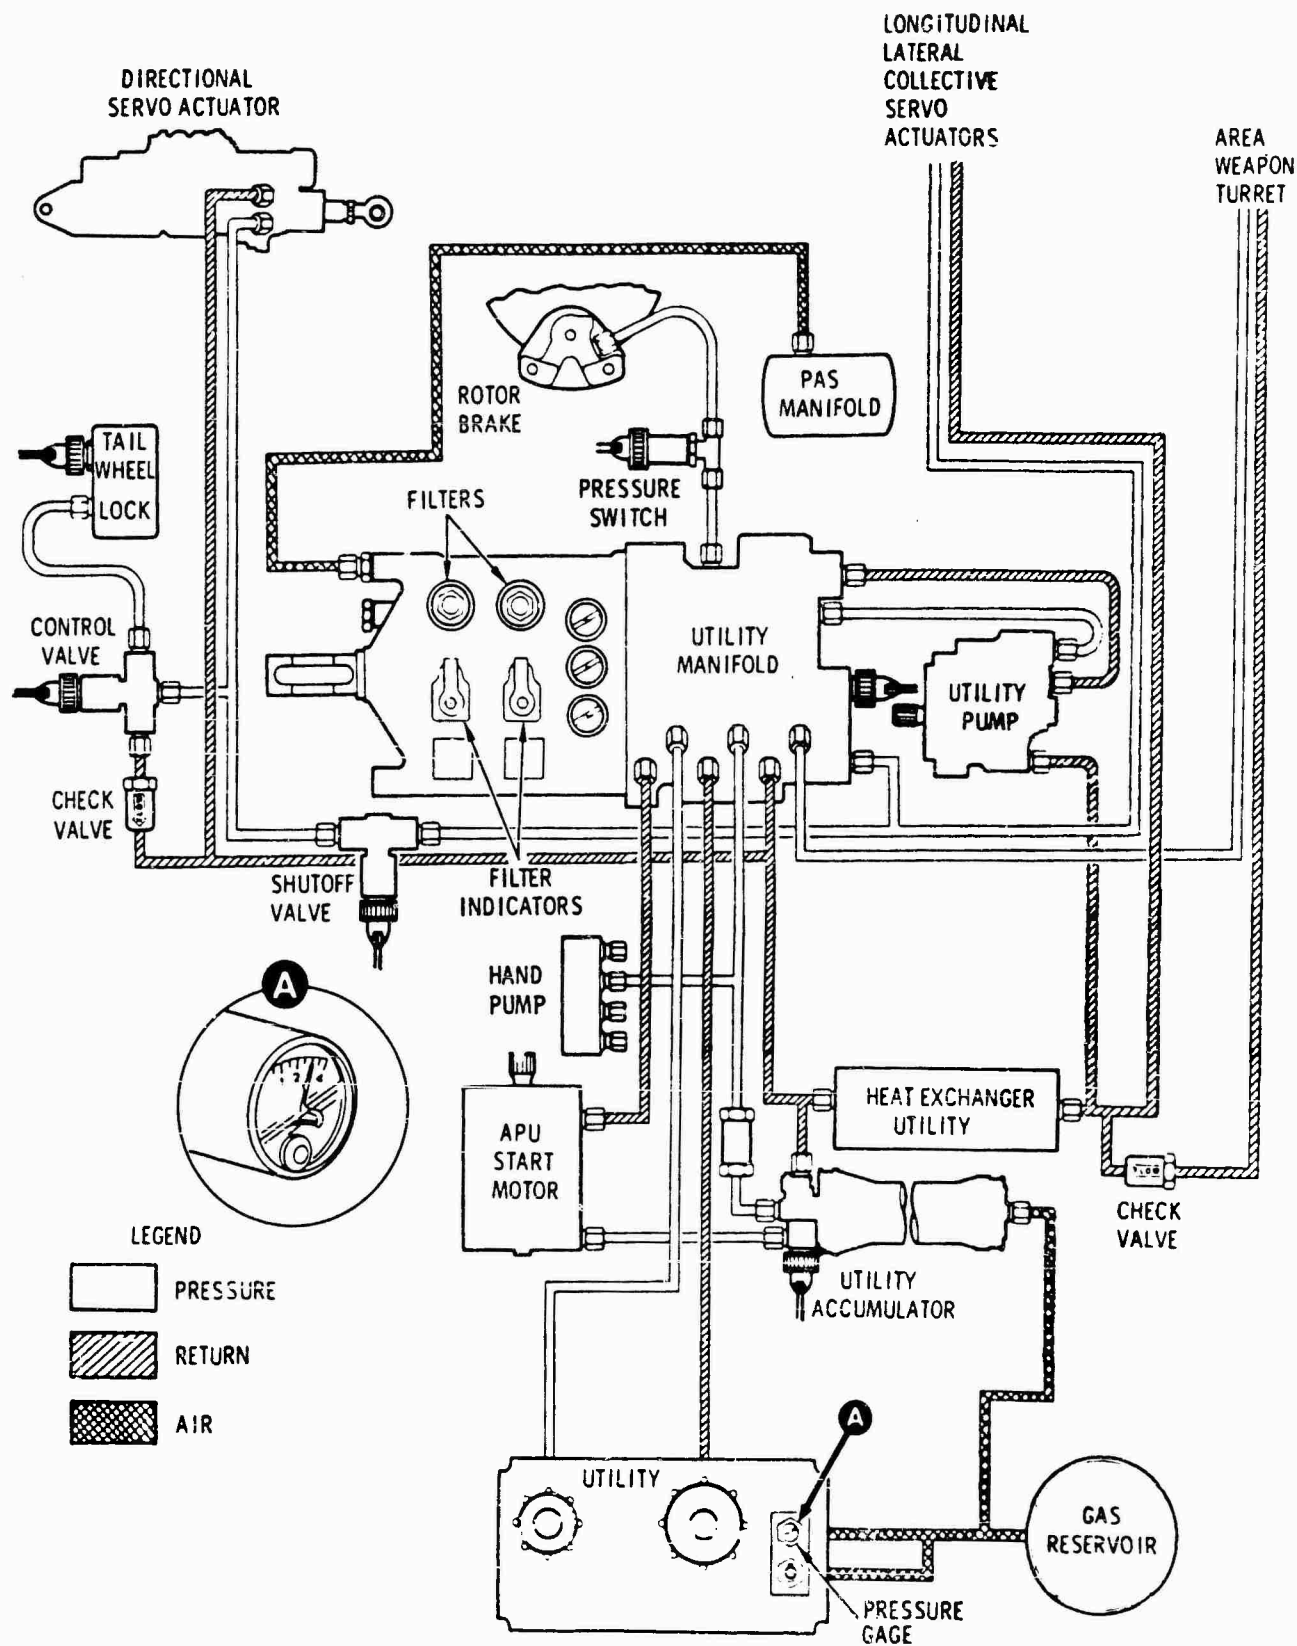 LONGITUDINAL
LATERAL
COLLECTIVE
SERVO
ACTUATORS
DIRECTIONAL
SERVO ACTUATOR
AREA
WEAPON
TURRET
ROTOR
BRAKE
PAS
MANIFOLD
TAIL
WHEEL
LOCK
FILTERS
PRESSURE
SWITCH
CONTROL
VALVE
UTILITY
MANIFOLD
UTILITY
PUMP
CHECK
VALVE
SHUTOFF
VALVE
FILTER
INDICATORS
A
HAND
PUMP
HEAT EXCHANGER
UTILITY
APU
START
MOTOR
CHECK
VALVE
LEGEND
PRESSURE
RETURN
AIR
UTILITY
ACCUMULATOR
A
UTILITY
GAS
RESERVOIR
PRESSURE
GAGE